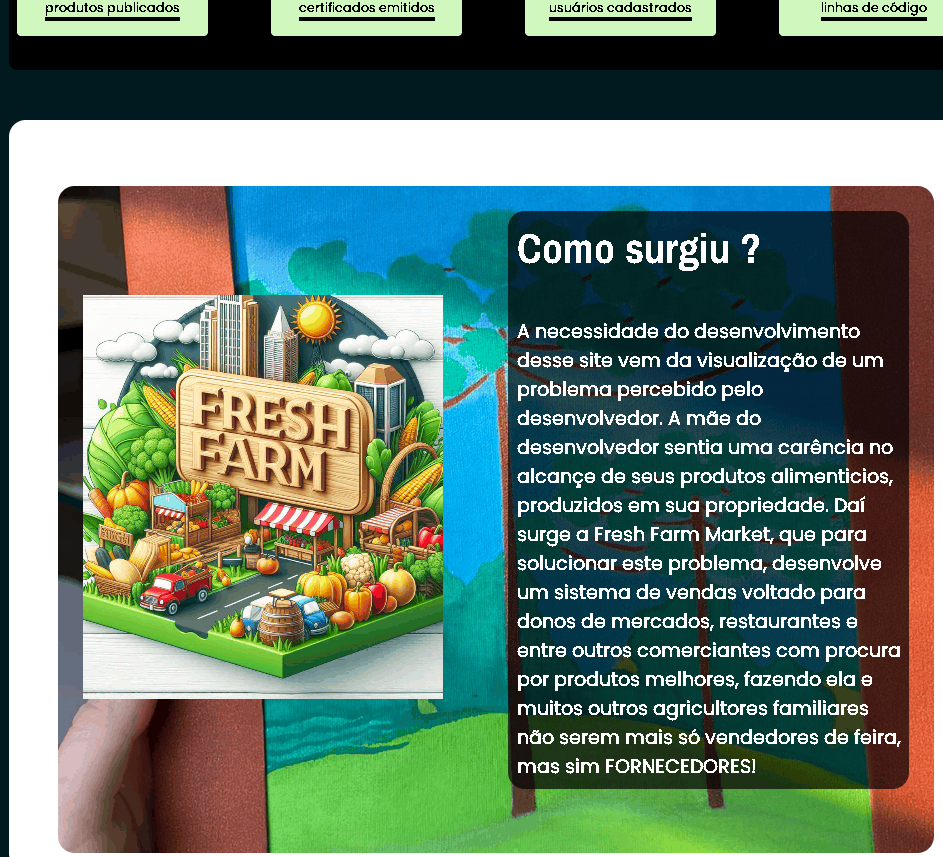 produtos publicados
certificados emitidos
usuários cadastrados
linhas de código
Como surgiu ?
FRESH
FARM
A necessidade do desenvolvimento
desse site vem da visualização de um
problema percebido pelo
desenvolvedor. A mãe do
desenvolvedor sentia uma carência no
alcançe de seus produtos alimenticios,
produzidos em sua propriedade. Daí
surge a Fresh Farm Market, que para
solucionar este problema, desenvolve
um sistema de vendas voltado para
donos de mercados, restaurantes e
entre outros comerciantes com procura
por produtos melhores, fazendo ela e
muitos outros agricultores familiares
não serem mais só vendedores de feira,
mas sim FORNECEDORES!